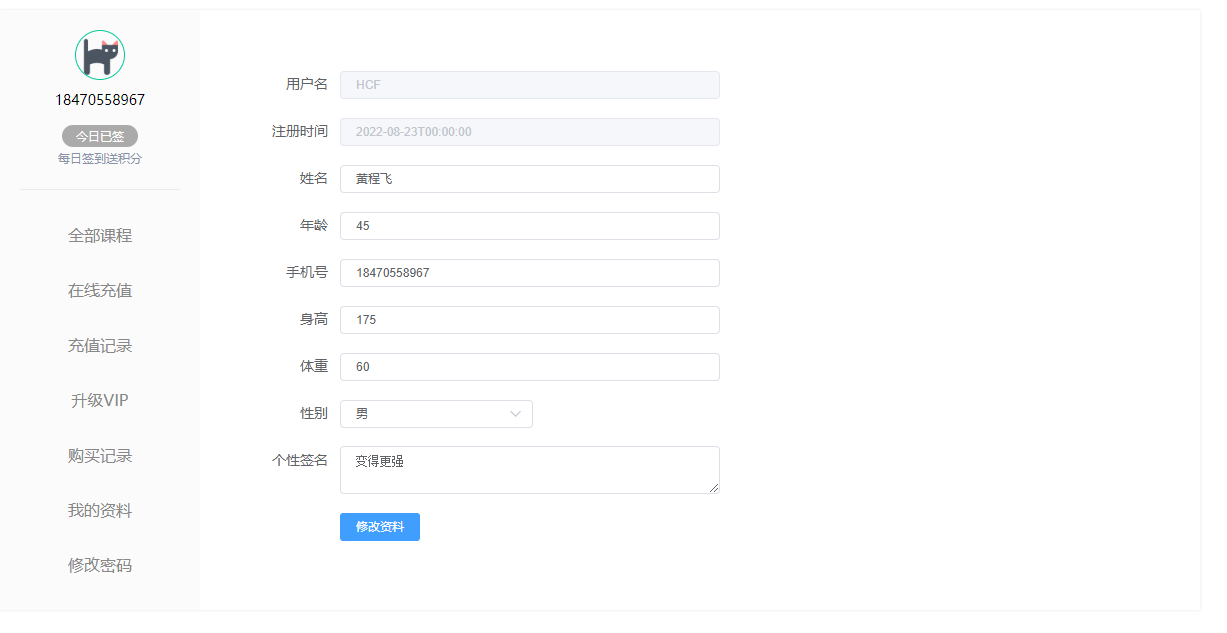 18470558967
今日已签
每日签到送积分
全部课程
在线充值
充值记录
升级VIP
购买记录
我的资料
修改密码
用户名 HCF
注册时间 2022-08-23T00:00:00
姓名 黄程飞
年龄 45
手机号 18470558967
身高 175
体重 60
性别 男
个性签名 变得更强
修改资料